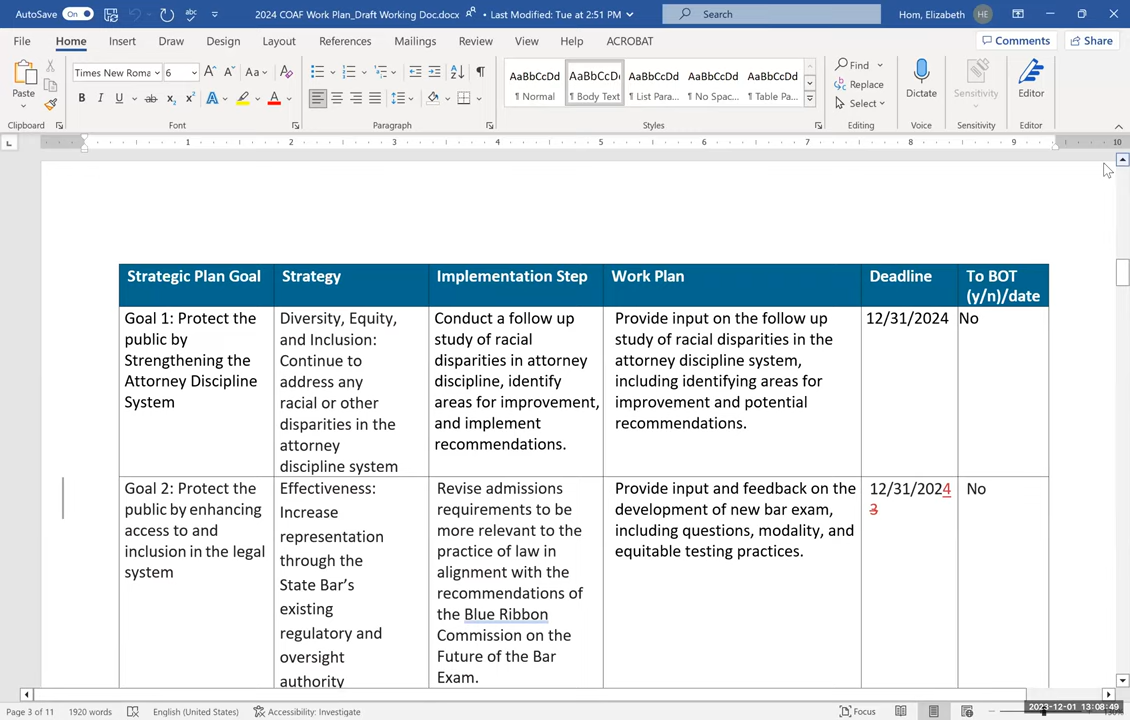 AutoSave On 2024 COAF Work Plan_Draft Working Doc.docx • Last Modified: Tue at 2:51 PM Search Hom, Elizabeth HE
File Home Insert Draw Design Layout References Mailings Review View Help ACROBAT Comments Share
Paste Times New Roma 6 Aa
AaBbCcDd AaBbCcDd AaBbCcDd AaBbCcDd AaBbCcDd
¶ Normal ¶ Body Text ¶ List Para... ¶ No Spac... ¶ Table Pa...
Find
Replace
Select
Dictate Sensitivity Editor
Clipboard Font Paragraph Styles Editing Voice Sensitivity Editor
1 2 3 4 5 6 7 8 9 10
Strategic Plan Goal Strategy Implementation Step Work Plan Deadline To BOT
(y/n)/date
Goal 1: Protect the
public by
Strengthening the
Attorney Discipline
System
Diversity, Equity,
and Inclusion:
Continue to
address any
racial or other
disparities in the
attorney
discipline system
Conduct a follow up
study of racial
disparities in attorney
discipline, identify
areas for improvement,
and implement
recommendations.
Provide input on the follow up
study of racial disparities in the
attorney discipline system,
including identifying areas for
improvement and potential
recommendations.
12/31/2024
No
Goal 2: Protect the
public by enhancing
access to and
inclusion in the legal
system
Effectiveness:
Increase
representation
through the
State Bar's
existing
regulatory and
oversight
authority
Revise admissions
requirements to be
more relevant to the
practice of law in
alignment with the
recommendations of
the Blue Ribbon
Commission on the
Future of the Bar
Exam.
Provide input and feedback on the
development of new bar exam,
including questions, modality, and
equitable testing practices.
12/31/2024
3
No
Page 3 of 11 1920 words English (United States) Accessibility: Investigate Focus
2023-12-01 13:08:49